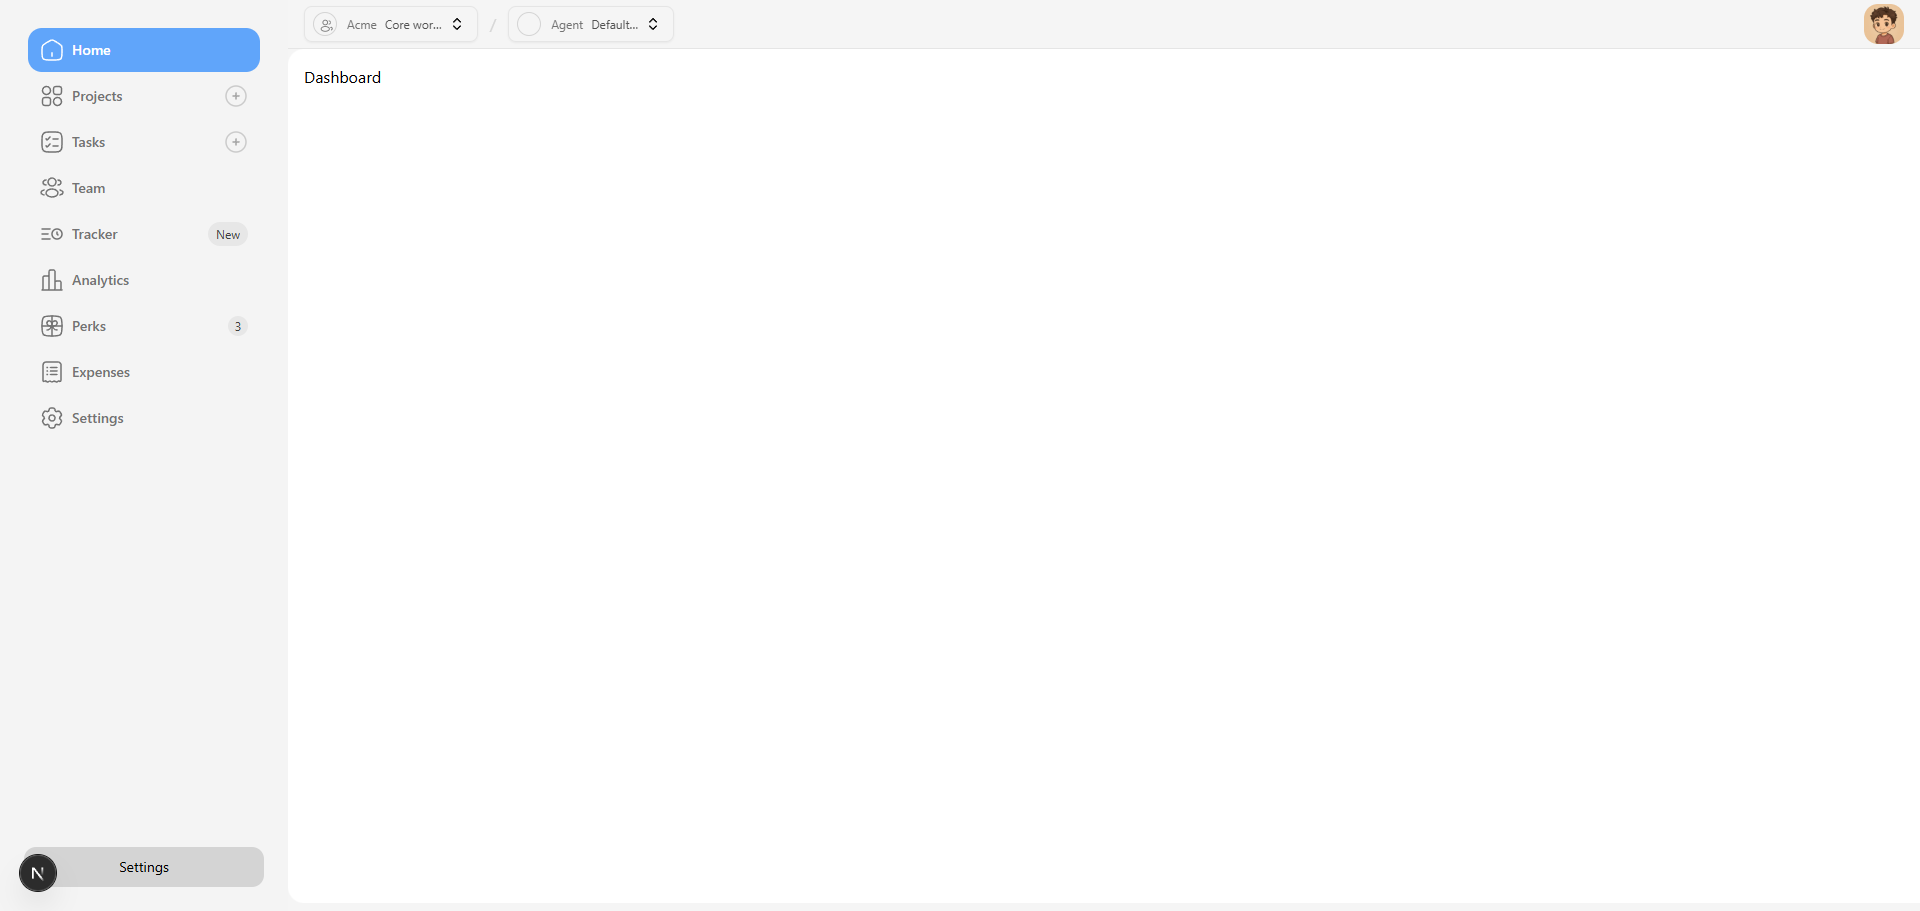 Home
Projects
Tasks
Team
Tracker New
Analytics
Perks 3
Expenses
Settings
Settings
N
Acme Core wor... / Agent Default...
Dashboard